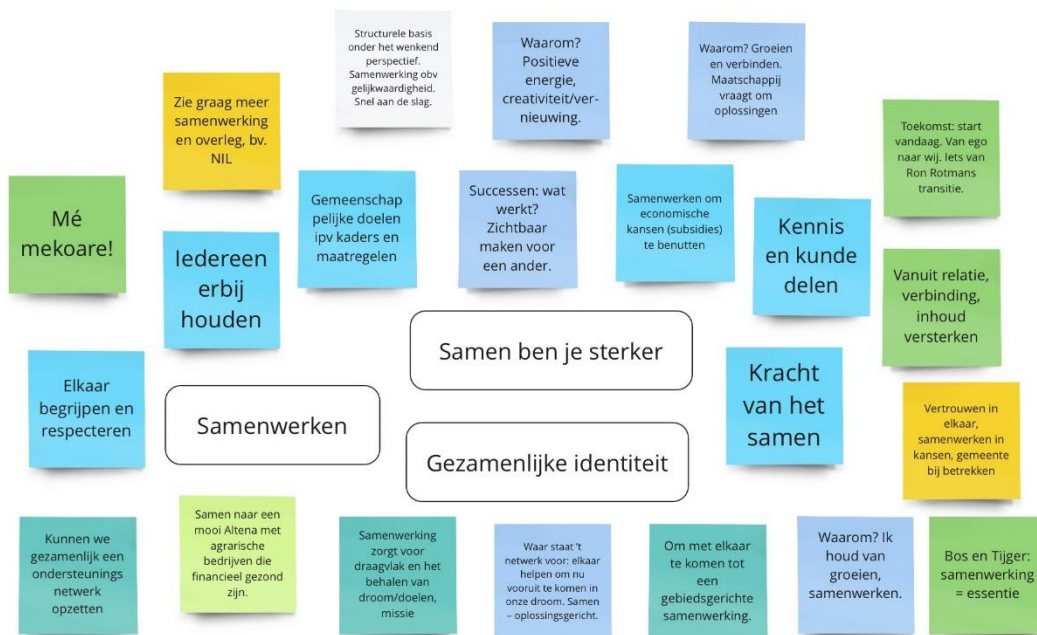 Structurele basis
onder het wenkend
perspectief.
Samenwerking obv
gelijkwaardigheid.
Snel aan de slag.
Waarom?
Positieve
energie,
creativiteit/ver-
nieuwing.
Waarom? Groeien
en verbinden.
Maatschappij
vraagt om
oplossingen
Zie graag meer
samenwerking
en overleg, bv.
NIL
Toekomst: start
vandaag. Van ego
naar wij. Iets van
Ron Rotmans
transitie.
Mé
mekoare!
Iedereen
erbij
houden
Gemeenschap
pelijke doelen
ipv kaders en
maatregelen
Successen: wat
werkt?
Zichtbaar
maken voor
een ander.
Samenwerken om
economische
kansen (subsidies)
te benutten
Kennis
en kunde
delen
Vanuit relatie,
verbinding,
inhoud
versterken
Samen ben je sterker
Elkaar
begrijpen en
respecteren
Samenwerken
Gezamenlijke identiteit
Kracht
van het
samen
Vertrouwen in
elkaar,
samenwerken in
kansen, gemeente
bij betrekken
Kunnen we
gezamenlijk een
ondersteunings
netwerk
opzetten
Samen naar een
mooi Altena met
agrarische
bedrijven die
financieel gezond
zijn.
Samenwerking
zorgt voor
draagvlak en het
behalen van
droom/doelen,
missie
Waar staat 't
netwerk voor: elkaar
helpen om nu
vooruit te komen in
onze droom. Samen
– oplossingsgericht.
Om met elkaar
te komen tot
een
gebiedsgerichte
samenwerking.
Waarom? Ik
houd van
groeien,
samenwerken.
Bos en Tijger:
samenwerking
= essentie